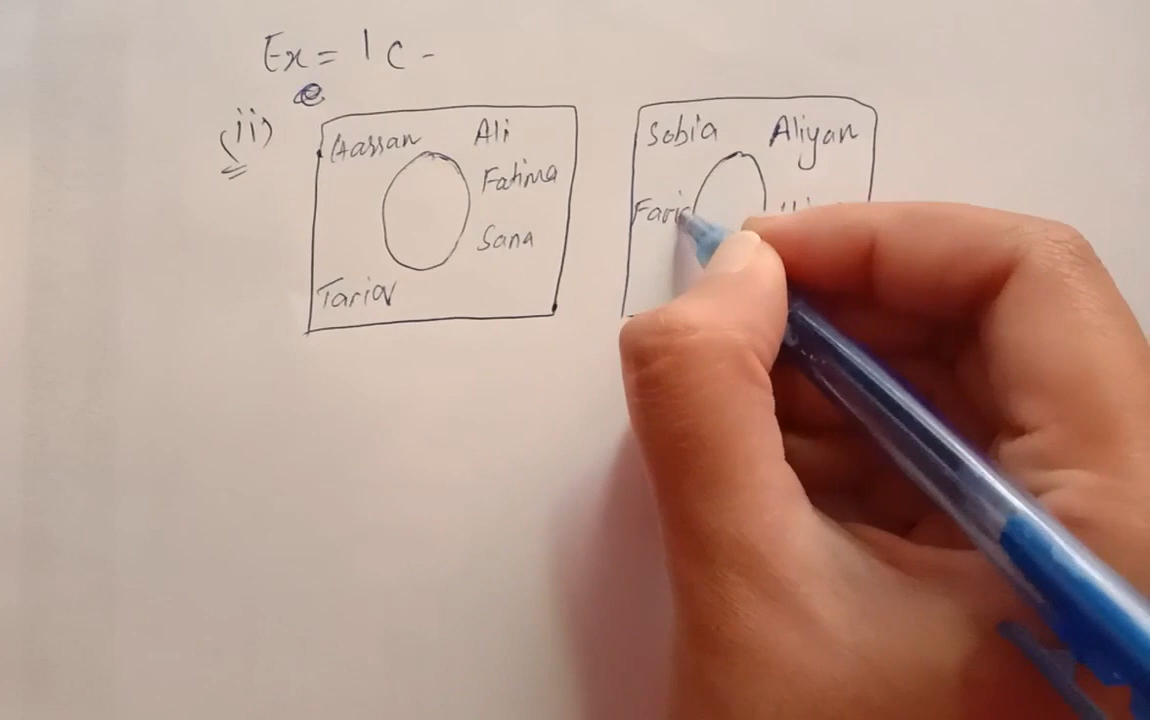 Ex = 1 c -
(ii)
Hassan Ali
Fatima
Sana
Tariq
Sobia Aliyan